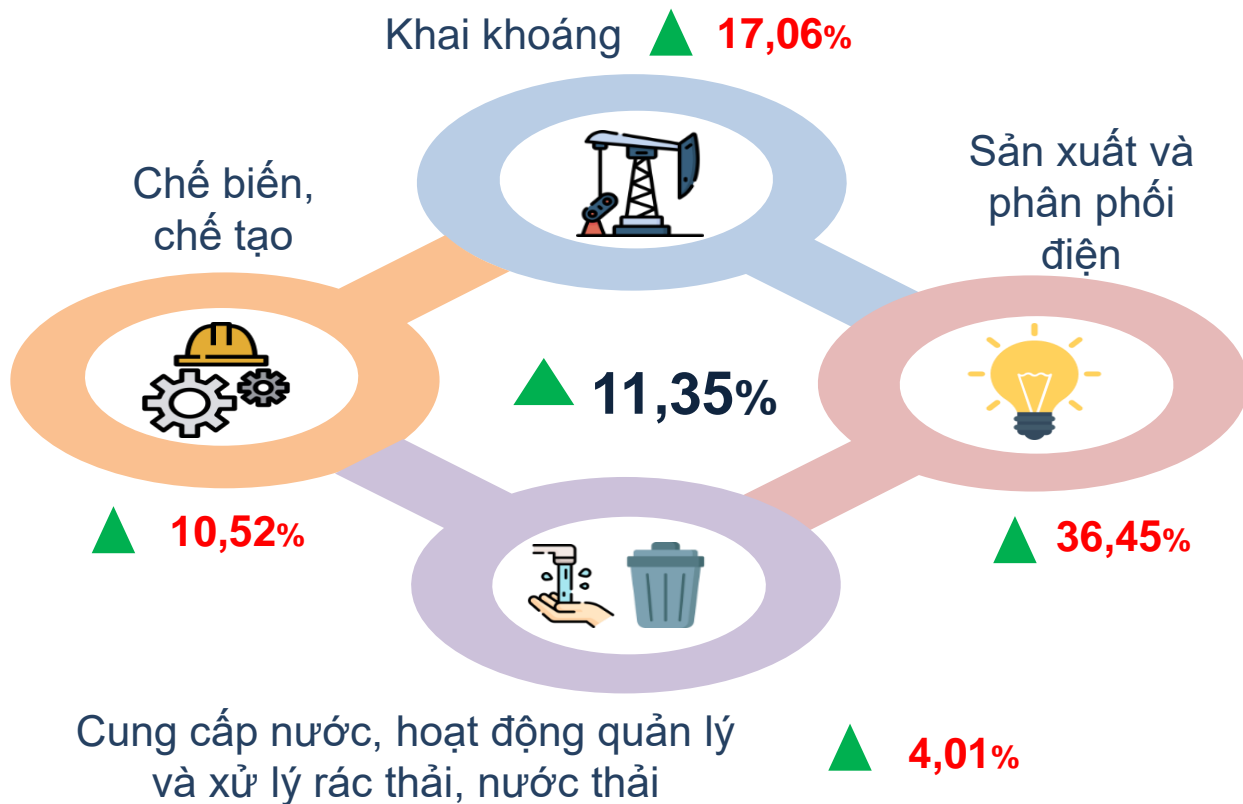 Khai khoáng 17,06%
Chế biến,
chế tạo
Sản xuất và
phân phối
điện
11,35%
10,52%
36,45%
Cung cấp nước, hoạt động quản lý
và xử lý rác thải, nước thải
4,01%